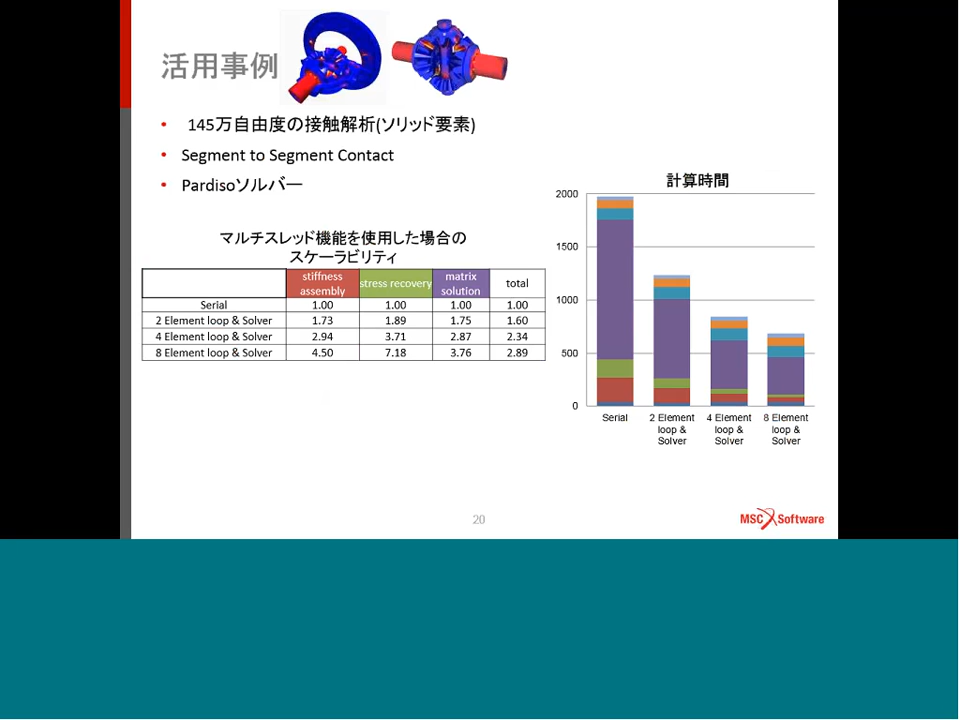 活用事例
• 145万自由度の接触解析(ソリッド要素)
• Segment to Segment Contact
• Pardisoソルバー
マルチスレッド機能を使用した場合の
スケーラビリティ
stiffness assembly stress recovery matrix solution total
Serial 1.00 1.00 1.00 1.00
2 Element loop & Solver 1.73 1.89 1.75 1.60
4 Element loop & Solver 2.94 3.71 2.87 2.34
8 Element loop & Solver 4.50 7.18 3.76 2.89
計算時間
2000
1500
1000
500
0
Serial
2 Element loop & Solver
4 Element loop & Solver
8 Element loop & Solver
20
MSC Software